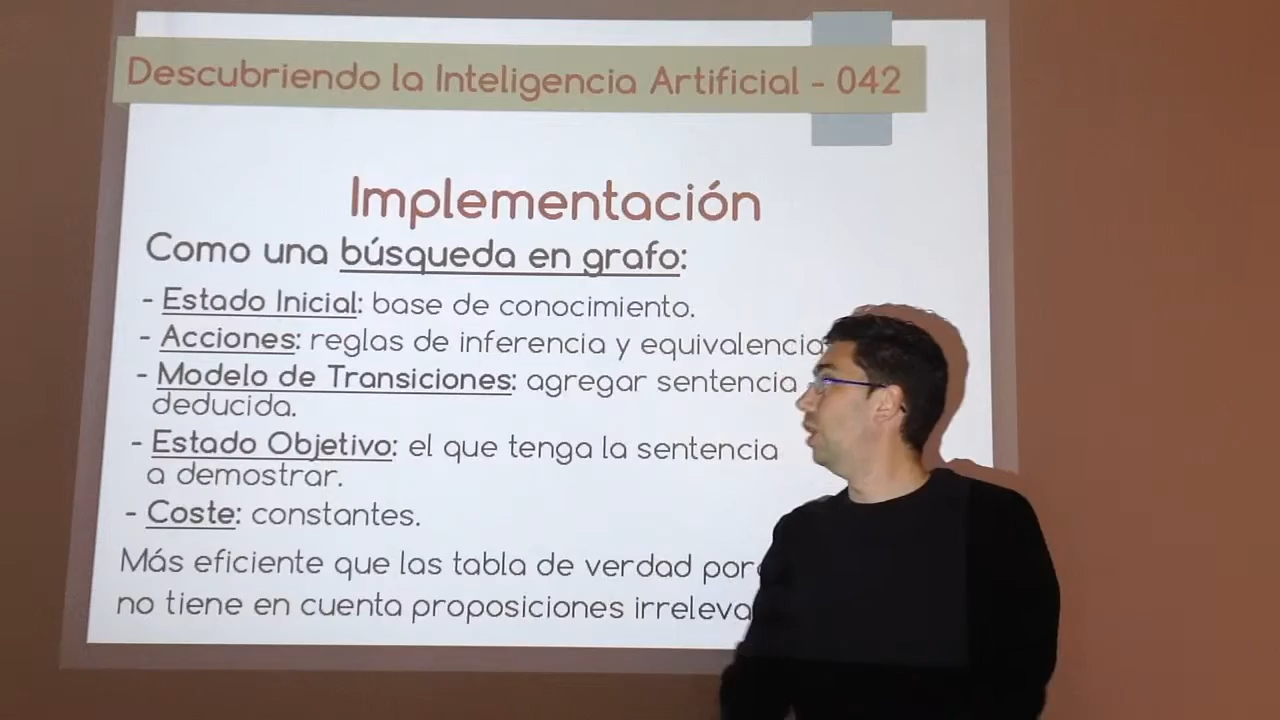 Descubriendo la Inteligencia Artificial - 042
Implementación
Como una búsqueda en grafo:
- Estado Inicial: base de conocimiento.
- Acciones: reglas de inferencia y equivalencia
- Modelo de Transiciones: agregar sentencia
deducida.
- Estado Objetivo: el que tenga la sentencia
a demostrar.
- Coste: constantes.
Más eficiente que las tabla de verdad
no tiene en cuenta proposiciones